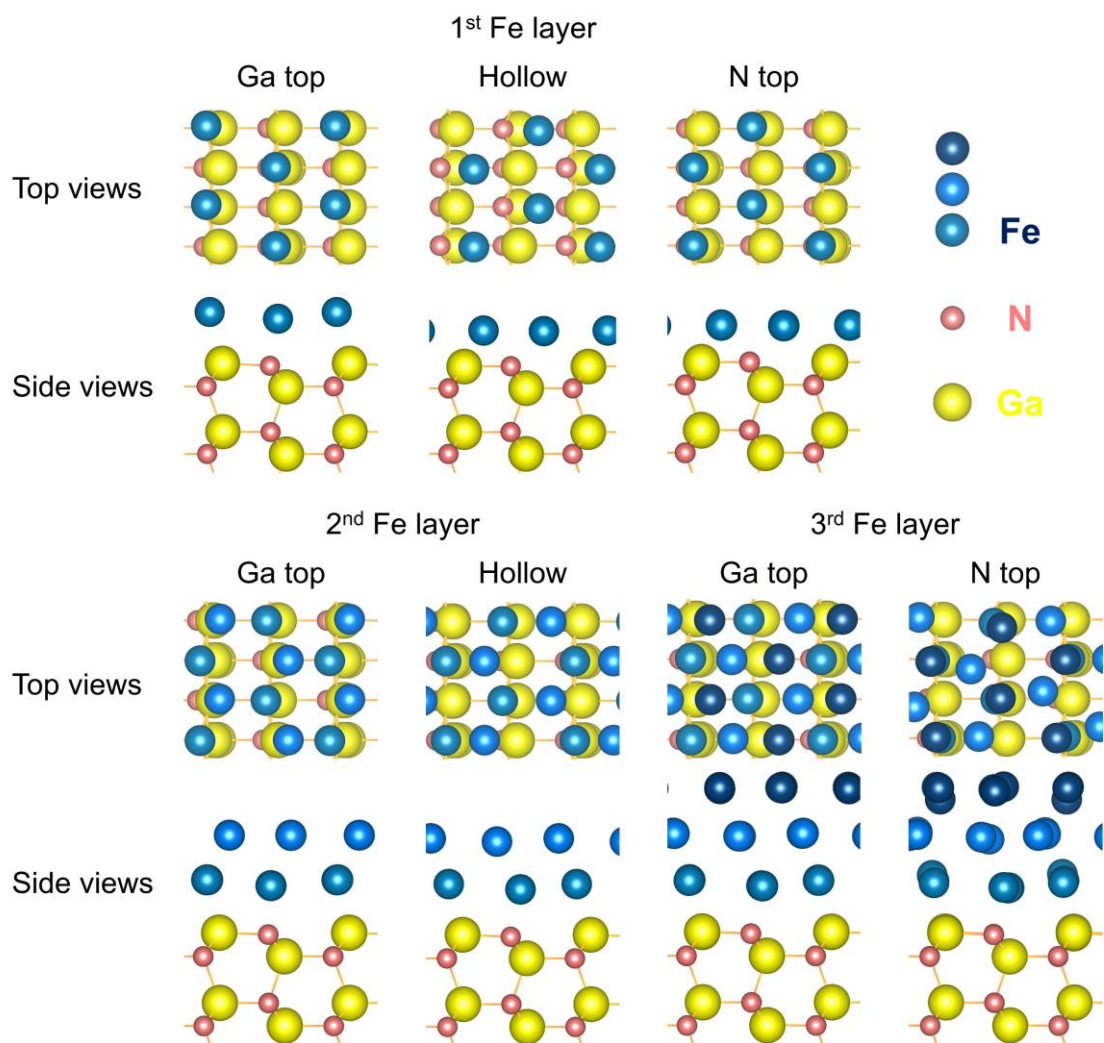 1st Fe layer
Ga top Hollow N top
Top views
Fe
N
Side views
Ga
2nd Fe layer 3rd Fe layer
Ga top Hollow Ga top N top
Top views
Side views